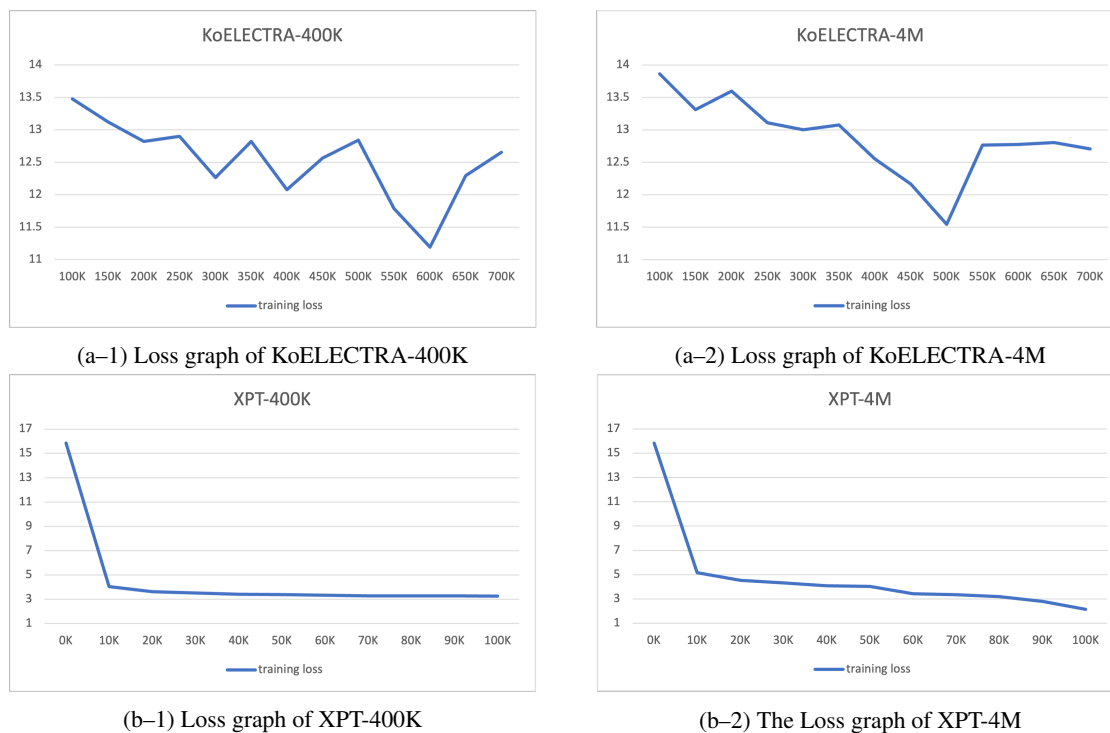 KoELECTRA-400K
14
13.5
13
12.5
12
11.5
11
100K 150K 200K 250K 300K 350K 400K 450K 500K 550K 600K 650K 700K
training loss
(a–1) Loss graph of KoELECTRA-400K
KoELECTRA-4M
14
13.5
13
12.5
12
11.5
11
100K 150K 200K 250K 300K 350K 400K 450K 500K 550K 600K 650K 700K
training loss
(a–2) Loss graph of KoELECTRA-4M
XPT-400K
17
15
13
11
9
7
5
3
1
0K 10K 20K 30K 40K 50K 60K 70K 80K 90K 100K
training loss
(b–1) Loss graph of XPT-400K
XPT-4M
17
15
13
11
9
7
5
3
1
0K 10K 20K 30K 40K 50K 60K 70K 80K 90K 100K
training loss
(b–2) The Loss graph of XPT-4M